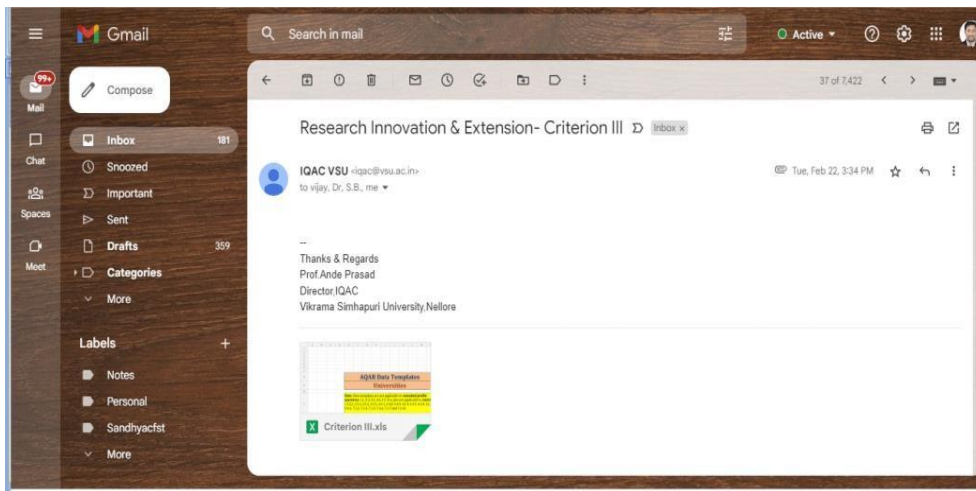 Gmail
Search in mail
Active
99+
Mail
Chat
Spaces
Meet
Compose
Inbox 181
Snoozed
Important
Sent
Drafts 359
Categories
More
Labels +
Notes
Personal
Sandhyacfst
More
37 of 7,422
Research Innovation & Extension- Criterion III Inbox x
IQAC VSU <iqac@vsu.ac.in> Tue, Feb 22, 3:34 PM
to vijay, Dr, S.B., me
--
Thanks & Regards
Prof.Ande Prasad
Director,IQAC
Vikrama Simhapuri University,Nellore
AQAR Data Templates
Universities
X Criterion III.xls